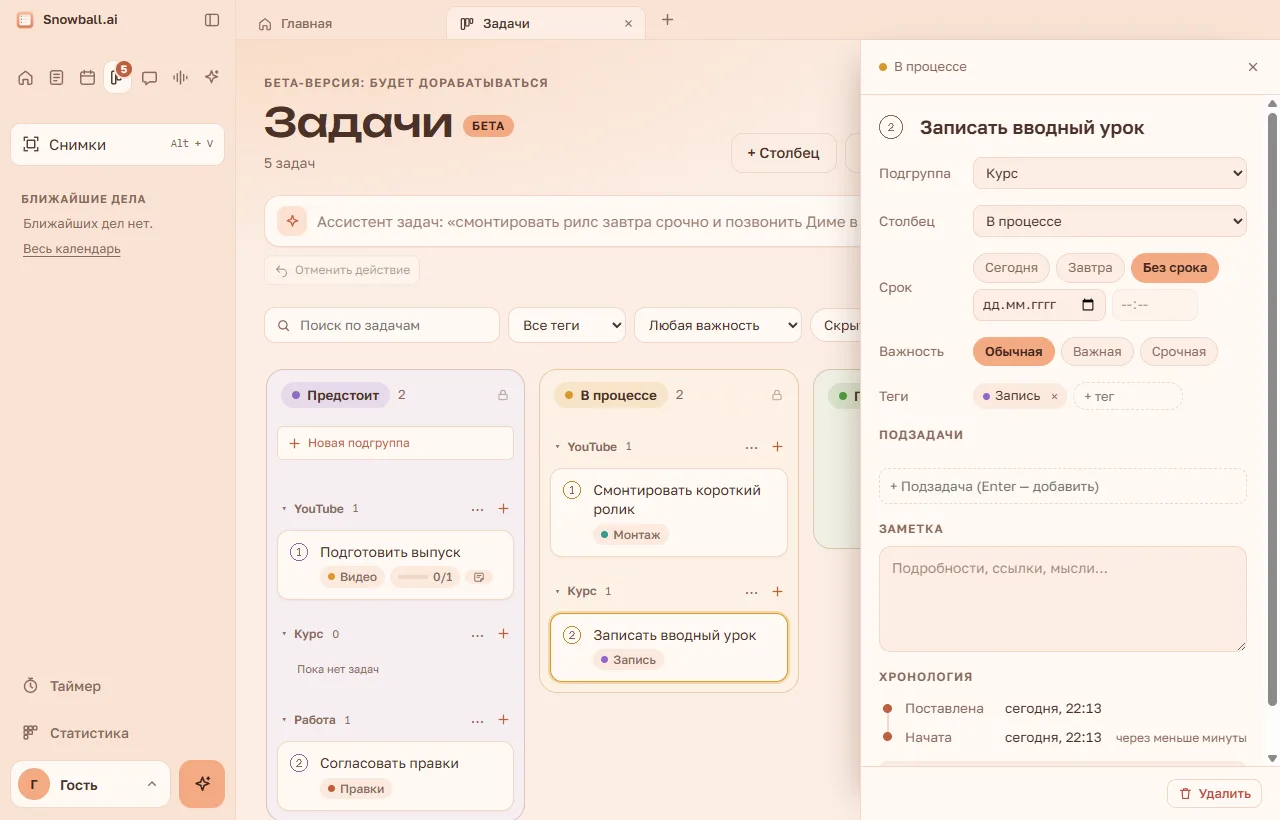 Snowball.ai
Главная
Задачи
5
Снимки
Alt + V
БЛИЖАЙШИЕ ДЕЛА
Ближайших дел нет.
Весь календарь
Таймер
Статистика
Г
Гость
БЕТА-ВЕРСИЯ: БУДЕТ ДОРАБАТЫВАТЬСЯ
Задачи
БЕТА
5 задач
+ Столбец
Ассистент задач: «смонтировать рилс завтра срочно и позвонить Диме в
Отменить действие
Поиск по задачам
Все теги
Любая важность
Предстоит
2
Новая подгруппа
YouTube 1
1
Подготовить выпуск
Видео
0/1
Курс 0
Пока нет задач
Работа 1
2
Согласовать правки
Правки
В процессе
2
YouTube 1
1
Смонтировать короткий
ролик
Монтаж
Курс 1
2
Записать вводный урок
Запись
В процессе
2
Записать вводный урок
Подгруппа
Курс
Столбец
В процессе
Срок
Сегодня
Завтра
Без срока
дд.мм.гггг
--:--
Важность
Обычная
Важная
Срочная
Теги
Запись ×
+ тег
ПОДЗАДАЧИ
+ Подзадача (Enter — добавить)
ЗАМЕТКА
Подробности, ссылки, мысли...
ХРОНОЛОГИЯ
Поставлена сегодня, 22:13
Начата сегодня, 22:13 через меньше минуты
Удалить